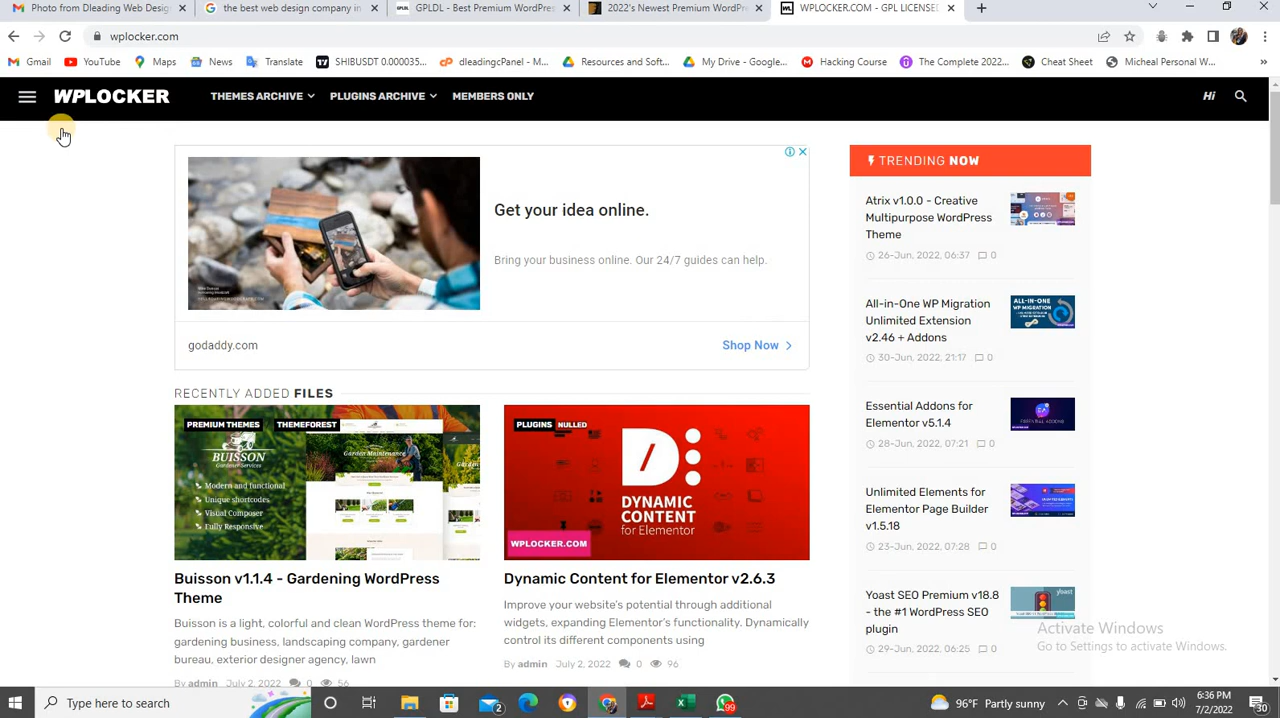 Photo from Dleading Web Desig
the best web design company in
GPLDL - Best Premium WordPres
2022's Newest Premium WordPr
WPLOCKER.COM - GPL LICENSED
wplocker.com
Gmail
YouTube
Maps
News
Translate
SHIBUSDT 0.000035...
dleadingcPanel - M...
Resources and Soft...
My Drive - Google...
Hacking Course
The Complete 2022...
Cheat Sheet
Micheal Personal W...
WPLOCKER
THEMES ARCHIVE
PLUGINS ARCHIVE
MEMBERS ONLY
Hi
Get your idea online.
Bring your business online. Our 24/7 guides can help.
godaddy.com
Shop Now
TRENDING NOW
Atrix v1.0.0 - Creative
Multipurpose WordPress
Theme
26-Jun, 2022, 06:37 0
All-in-One WP Migration
Unlimited Extension
v2.46 + Addons
30-Jun, 2022, 21:17 0
Essential Addons for
Elementor v5.1.4
28-Jun, 2022, 07:21 0
Unlimited Elements for
Elementor Page Builder
v1.5.18
23-Jun, 2022, 07:28 0
Yoast SEO Premium v18.8
- the #1 WordPress SEO
plugin
29-Jun, 2022, 06:25 0
RECENTLY ADDED FILES
PREMIUM THEMES THEMEFOREST
BUISSON
Gardener Services
Modern and functional
Unique shortcodes
Visual Composer
Fully Responsive
Garden Maintenance
Buisson v1.1.4 - Gardening WordPress
Theme
Buisson is a light, colorful and clean WordPress theme for:
gardening business, landscaping company, gardener
bureau, exterior designer agency, lawn
By admin July 2, 2022 0 56
PLUGINS NULLED
DYNAMIC
CONTENT
for Elementor
WPLOCKER.COM
Dynamic Content for Elementor v2.6.3
Improve your website's potential through additional
widgets, expanding Elementor's functionality. Dynamically
control its different components using
By admin July 2, 2022 0 96
Activate Windows
Go to Settings to activate Windows.
Type here to search
2
99
96°F Partly sunny
6:36 PM
7/2/2022
30